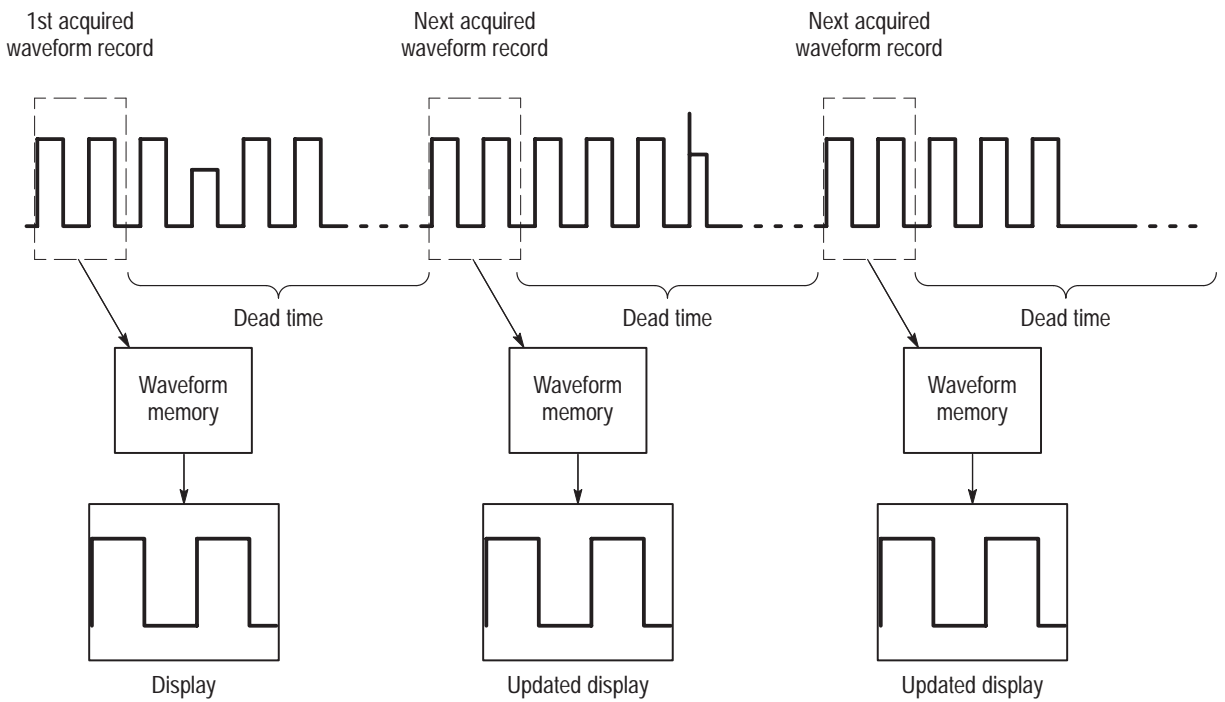 1st acquired
waveform record
Next acquired
waveform record
Next acquired
waveform record
Dead time
Dead time
Dead time
Waveform
memory
Waveform
memory
Waveform
memory
Display
Updated display
Updated display